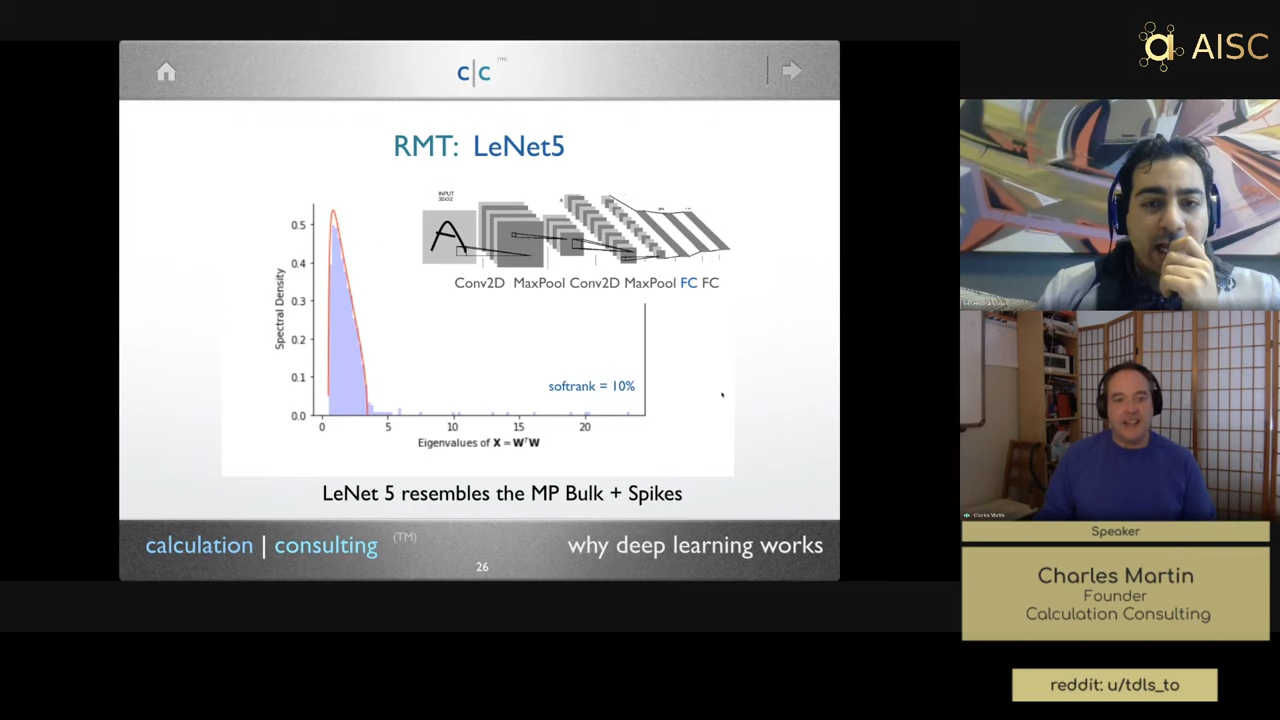 AISC
c|c (TM)
RMT: LeNet5
INPUT
32x32
Conv2D MaxPool Conv2D MaxPool FC FC
Spectral Density
0.5
0.4
0.3
0.2
0.1
0.0
softrank = 10%
0 5 10 15 20
Eigenvalues of X = WᵀW
LeNet 5 resembles the MP Bulk + Spikes
calculation | consulting (TM)
why deep learning works
26
Charles Martin
Speaker
Charles Martin
Founder
Calculation Consulting
reddit: u/tdls_to